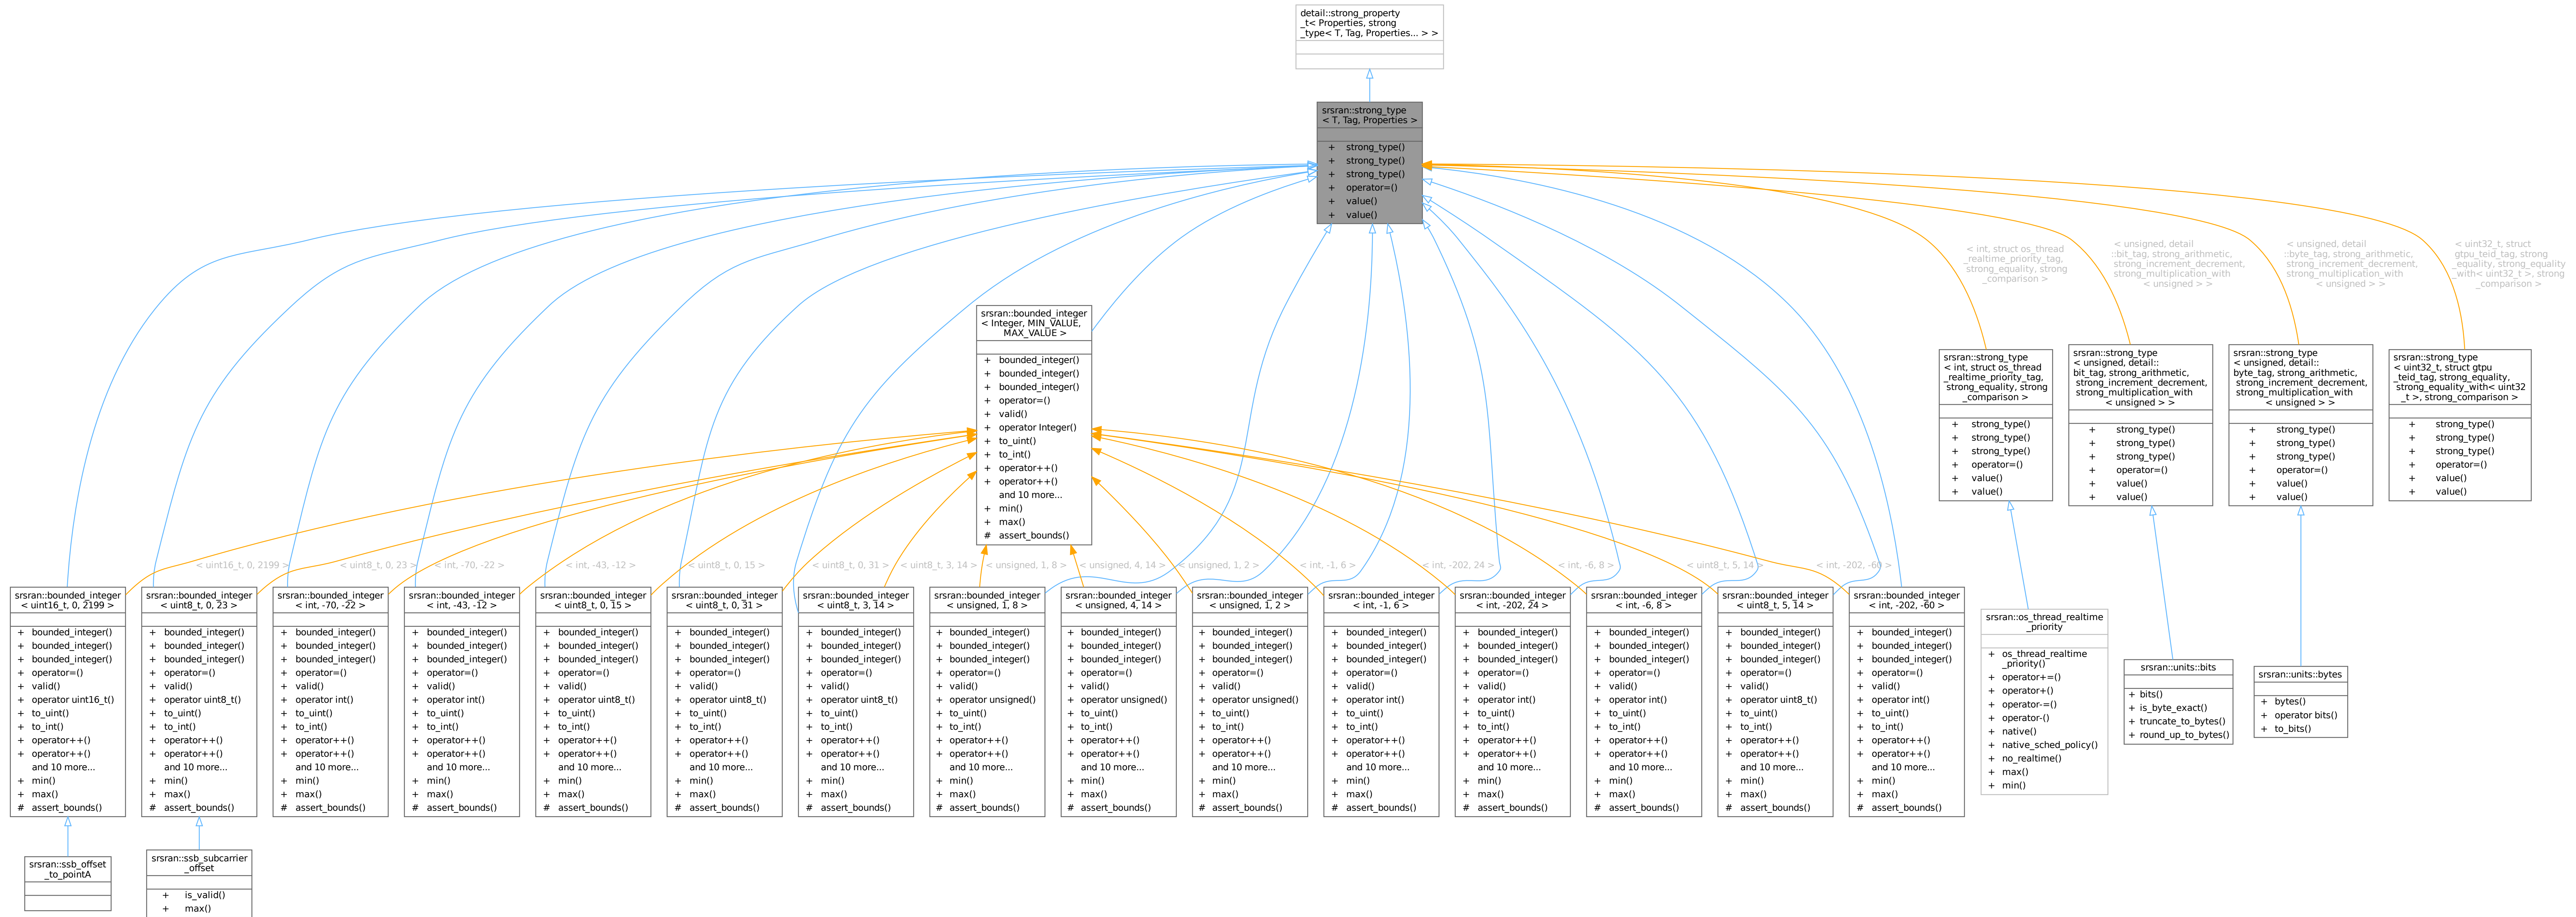 detail::strong_property
_t< Properties, strong
_type< T, Tag, Properties... > >
srsran::strong_type
< T, Tag, Properties >
+ strong_type()
+ strong_type()
+ strong_type()
+ operator=()
+ value()
+ value()
< int, struct os_thread
_realtime_priority_tag,
strong_equality, strong
_comparison >
< unsigned, detail
::bit_tag, strong_arithmetic,
strong_increment_decrement,
strong_multiplication_with
< unsigned > >
< unsigned, detail
::byte_tag, strong_arithmetic,
strong_increment_decrement,
strong_multiplication_with
< unsigned > >
< uint32_t, struct
gtpu_teid_tag, strong
_equality, strong_equality
_with< uint32_t >, strong
_comparison >
srsran::bounded_integer
< Integer, MIN_VALUE,
MAX_VALUE >
+ bounded_integer()
+ bounded_integer()
+ bounded_integer()
+ operator=()
+ valid()
+ operator Integer()
+ to_uint()
+ to_int()
+ operator++()
+ operator++()
and 10 more...
+ min()
+ max()
# assert_bounds()
srsran::strong_type
< int, struct os_thread
_realtime_priority_tag,
strong_equality, strong
_comparison >
+ strong_type()
+ strong_type()
+ strong_type()
+ operator=()
+ value()
+ value()
srsran::strong_type
< unsigned, detail::
bit_tag, strong_arithmetic,
strong_increment_decrement,
strong_multiplication_with
< unsigned > >
+ strong_type()
+ strong_type()
+ strong_type()
+ operator=()
+ value()
+ value()
srsran::strong_type
< unsigned, detail::
byte_tag, strong_arithmetic,
strong_increment_decrement,
strong_multiplication_with
< unsigned > >
+ strong_type()
+ strong_type()
+ strong_type()
+ operator=()
+ value()
+ value()
srsran::strong_type
< uint32_t, struct gtpu
_teid_tag, strong_equality,
strong_equality_with< uint32
_t >, strong_comparison >
+ strong_type()
+ strong_type()
+ strong_type()
+ operator=()
+ value()
+ value()
< uint16_t, 0, 2199 >
< uint8_t, 0, 23 >
< int, -70, -22 >
< int, -43, -12 >
< uint8_t, 0, 15 >
< uint8_t, 0, 31 >
< uint8_t, 3, 14 >
< unsigned, 1, 8 >
< unsigned, 4, 14 >
< unsigned, 1, 2 >
< int, -1, 6 >
< int, -202, 24 >
< int, -6, 8 >
< uint8_t, 5, 14 >
< int, -202, -60 >
srsran::bounded_integer
< uint16_t, 0, 2199 >
+ bounded_integer()
+ bounded_integer()
+ bounded_integer()
+ operator=()
+ valid()
+ operator uint16_t()
+ to_uint()
+ to_int()
+ operator++()
+ operator++()
and 10 more...
+ min()
+ max()
# assert_bounds()
srsran::bounded_integer
< uint8_t, 0, 23 >
+ bounded_integer()
+ bounded_integer()
+ bounded_integer()
+ operator=()
+ valid()
+ operator uint8_t()
+ to_uint()
+ to_int()
+ operator++()
+ operator++()
and 10 more...
+ min()
+ max()
# assert_bounds()
srsran::bounded_integer
< int, -70, -22 >
+ bounded_integer()
+ bounded_integer()
+ bounded_integer()
+ operator=()
+ valid()
+ operator int()
+ to_uint()
+ to_int()
+ operator++()
+ operator++()
and 10 more...
+ min()
+ max()
# assert_bounds()
srsran::bounded_integer
< int, -43, -12 >
+ bounded_integer()
+ bounded_integer()
+ bounded_integer()
+ operator=()
+ valid()
+ operator int()
+ to_uint()
+ to_int()
+ operator++()
+ operator++()
and 10 more...
+ min()
+ max()
# assert_bounds()
srsran::bounded_integer
< uint8_t, 0, 15 >
+ bounded_integer()
+ bounded_integer()
+ bounded_integer()
+ operator=()
+ valid()
+ operator uint8_t()
+ to_uint()
+ to_int()
+ operator++()
+ operator++()
and 10 more...
+ min()
+ max()
# assert_bounds()
srsran::bounded_integer
< uint8_t, 0, 31 >
+ bounded_integer()
+ bounded_integer()
+ bounded_integer()
+ operator=()
+ valid()
+ operator uint8_t()
+ to_uint()
+ to_int()
+ operator++()
+ operator++()
and 10 more...
+ min()
+ max()
# assert_bounds()
srsran::bounded_integer
< uint8_t, 3, 14 >
+ bounded_integer()
+ bounded_integer()
+ bounded_integer()
+ operator=()
+ valid()
+ operator uint8_t()
+ to_uint()
+ to_int()
+ operator++()
+ operator++()
and 10 more...
+ min()
+ max()
# assert_bounds()
srsran::bounded_integer
< unsigned, 1, 8 >
+ bounded_integer()
+ bounded_integer()
+ bounded_integer()
+ operator=()
+ valid()
+ operator unsigned()
+ to_uint()
+ to_int()
+ operator++()
+ operator++()
and 10 more...
+ min()
+ max()
# assert_bounds()
srsran::bounded_integer
< unsigned, 4, 14 >
+ bounded_integer()
+ bounded_integer()
+ bounded_integer()
+ operator=()
+ valid()
+ operator unsigned()
+ to_uint()
+ to_int()
+ operator++()
+ operator++()
and 10 more...
+ min()
+ max()
# assert_bounds()
srsran::bounded_integer
< unsigned, 1, 2 >
+ bounded_integer()
+ bounded_integer()
+ bounded_integer()
+ operator=()
+ valid()
+ operator unsigned()
+ to_uint()
+ to_int()
+ operator++()
+ operator++()
and 10 more...
+ min()
+ max()
# assert_bounds()
srsran::bounded_integer
< int, -1, 6 >
+ bounded_integer()
+ bounded_integer()
+ bounded_integer()
+ operator=()
+ valid()
+ operator int()
+ to_uint()
+ to_int()
+ operator++()
+ operator++()
and 10 more...
+ min()
+ max()
# assert_bounds()
srsran::bounded_integer
< int, -202, 24 >
+ bounded_integer()
+ bounded_integer()
+ bounded_integer()
+ operator=()
+ valid()
+ operator int()
+ to_uint()
+ to_int()
+ operator++()
+ operator++()
and 10 more...
+ min()
+ max()
# assert_bounds()
srsran::bounded_integer
< int, -6, 8 >
+ bounded_integer()
+ bounded_integer()
+ bounded_integer()
+ operator=()
+ valid()
+ operator int()
+ to_uint()
+ to_int()
+ operator++()
+ operator++()
and 10 more...
+ min()
+ max()
# assert_bounds()
srsran::bounded_integer
< uint8_t, 5, 14 >
+ bounded_integer()
+ bounded_integer()
+ bounded_integer()
+ operator=()
+ valid()
+ operator uint8_t()
+ to_uint()
+ to_int()
+ operator++()
+ operator++()
and 10 more...
+ min()
+ max()
# assert_bounds()
srsran::bounded_integer
< int, -202, -60 >
+ bounded_integer()
+ bounded_integer()
+ bounded_integer()
+ operator=()
+ valid()
+ operator int()
+ to_uint()
+ to_int()
+ operator++()
+ operator++()
and 10 more...
+ min()
+ max()
# assert_bounds()
srsran::os_thread_realtime
_priority
+ os_thread_realtime
_priority()
+ operator+=()
+ operator+()
+ operator-=()
+ operator-()
+ native()
+ native_sched_policy()
+ no_realtime()
+ max()
+ min()
srsran::units::bits
+ bits()
+ is_byte_exact()
+ truncate_to_bytes()
+ round_up_to_bytes()
srsran::units::bytes
+ bytes()
+ operator bits()
+ to_bits()
srsran::ssb_offset
_to_pointA
srsran::ssb_subcarrier
_offset
+ is_valid()
+ max()